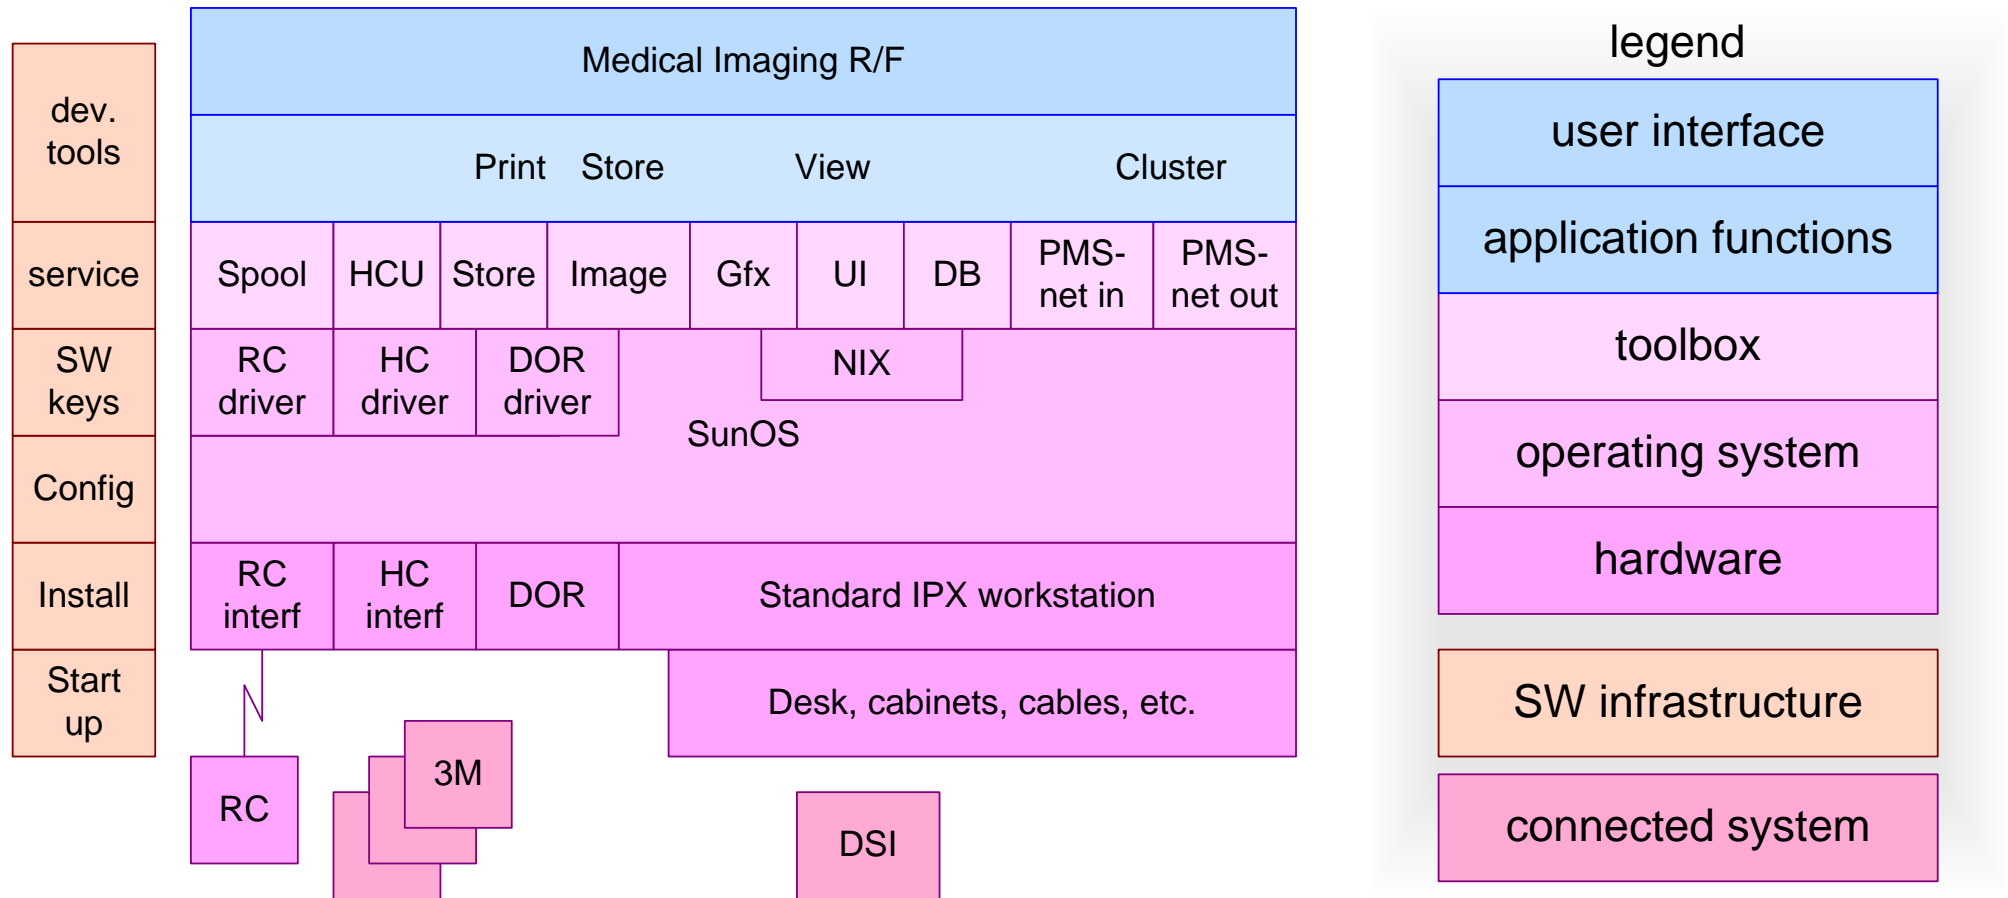 legend
Medical Imaging R/F
Print Store View Cluster
dev.
tools
service
SW
keys
Config
Install
Start
up
Spool
HCU
Store
Image
Gfx
UI
DB
PMS-
net in
PMS-
net out
RC
driver
HC
driver
DOR
driver
NIX
SunOS
RC
interf
HC
interf
DOR
Standard IPX workstation
Desk, cabinets, cables, etc.
RC
3M
DSI
user interface
application functions
toolbox
operating system
hardware
SW infrastructure
connected system